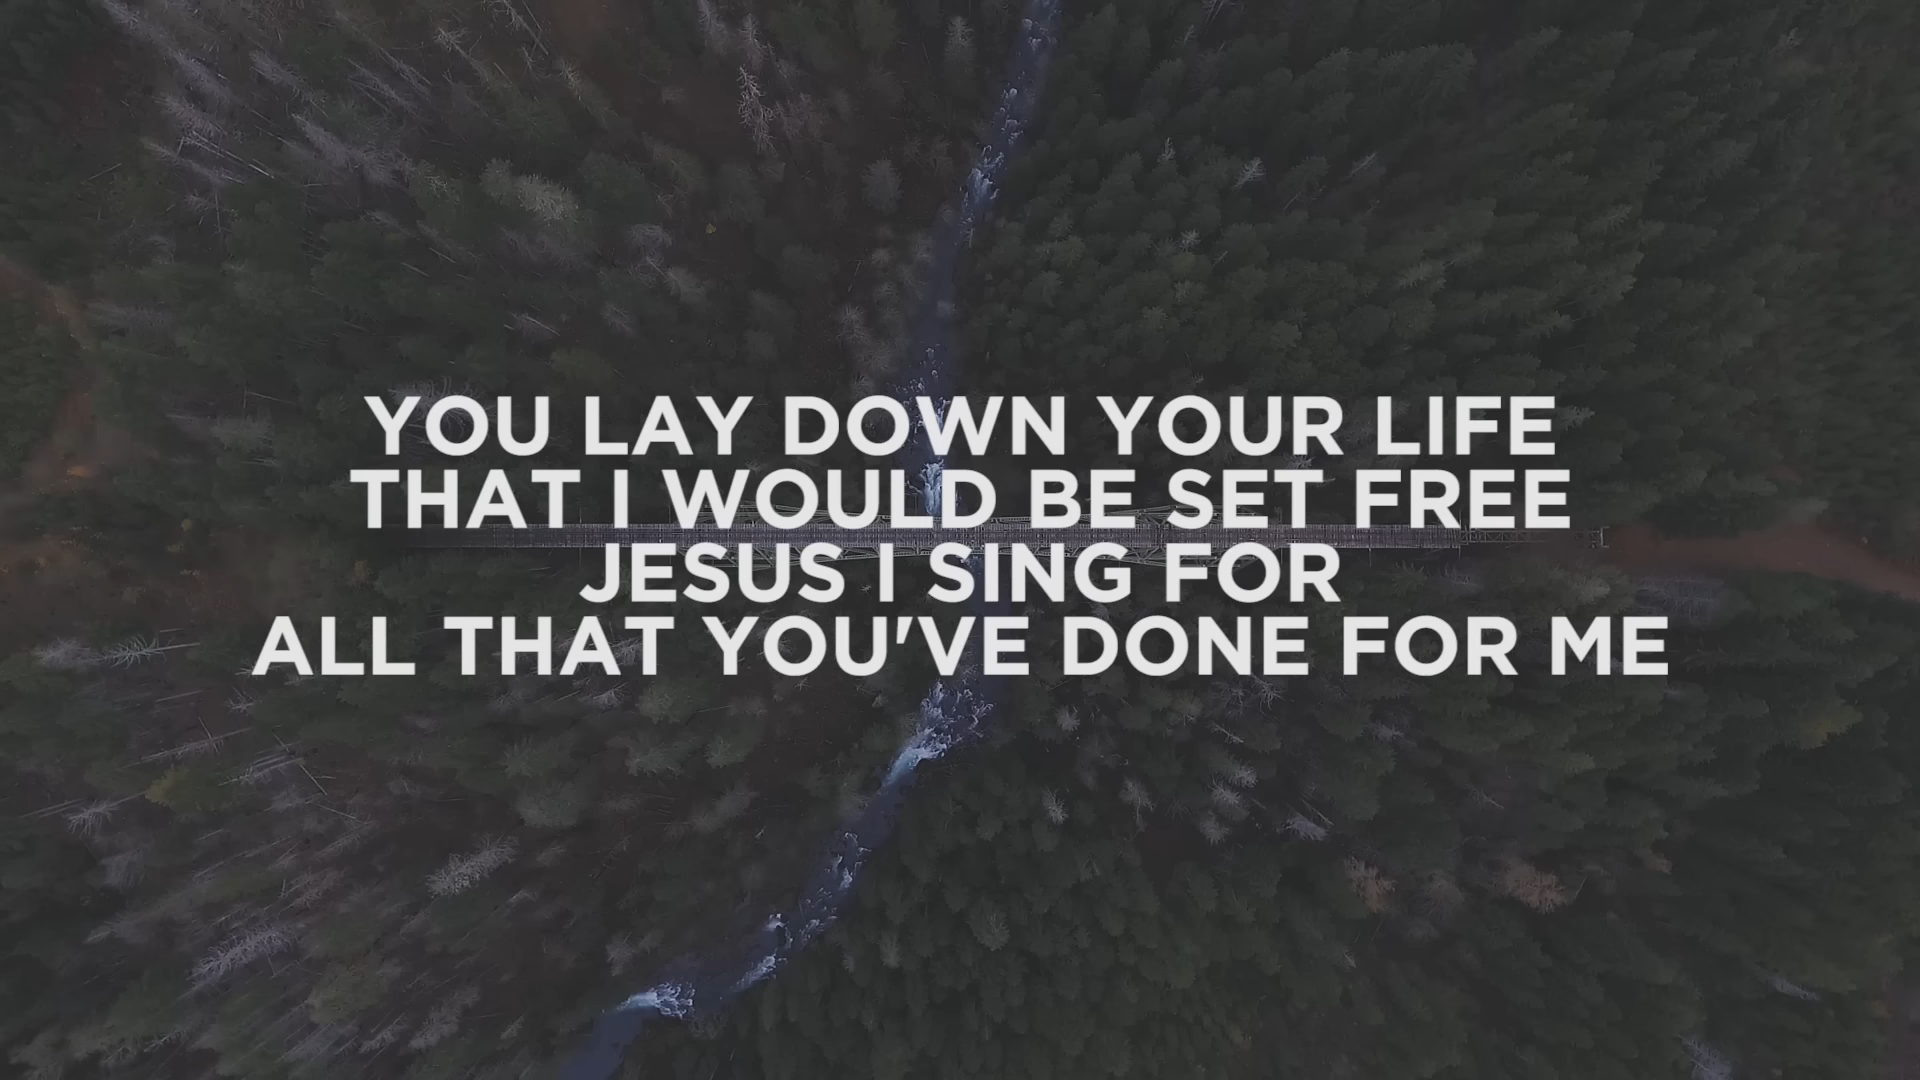 YOU LAY DOWN YOUR LIFE
THAT I WOULD BE SET FREE
JESUS I SING FOR
ALL THAT YOU'VE DONE FOR ME